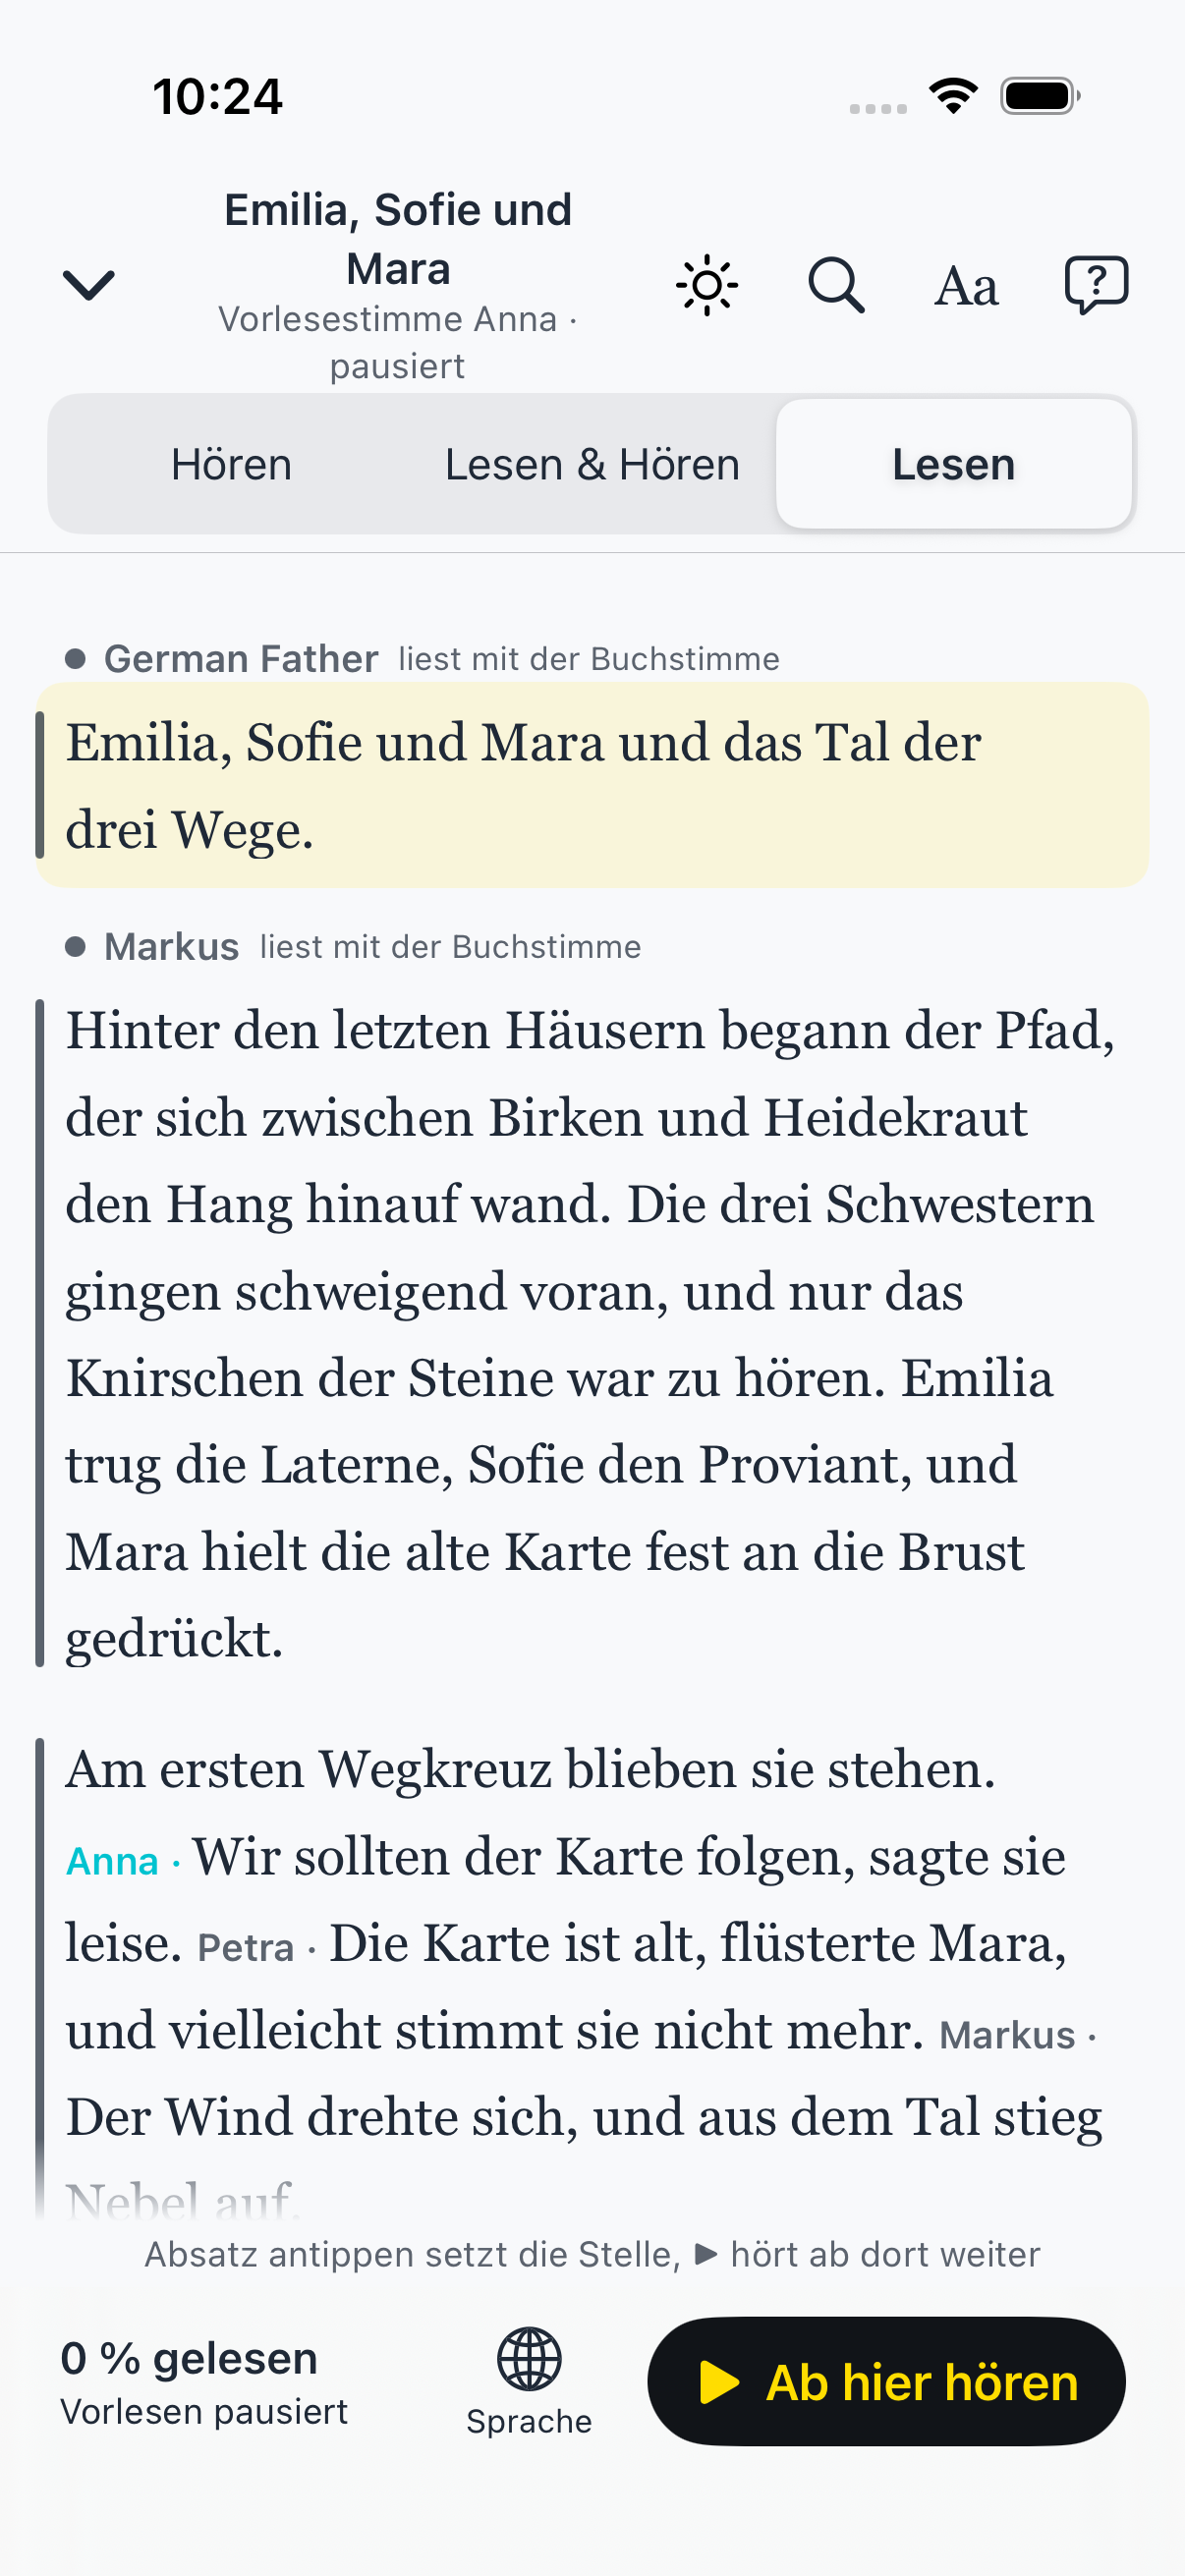 10:24
Emilia, Sofie und
Mara
Vorlesestimme Anna ·
pausiert
Aa
?
Hören
Lesen & Hören
Lesen
German Father liest mit der Buchstimme
Emilia, Sofie und Mara und das Tal der
drei Wege.
Markus liest mit der Buchstimme
Hinter den letzten Häusern begann der Pfad,
der sich zwischen Birken und Heidekraut
den Hang hinauf wand. Die drei Schwestern
gingen schweigend voran, und nur das
Knirschen der Steine war zu hören. Emilia
trug die Laterne, Sofie den Proviant, und
Mara hielt die alte Karte fest an die Brust
gedrückt.
Am ersten Wegkreuz blieben sie stehen.
Anna · Wir sollten der Karte folgen, sagte sie
leise. Petra · Die Karte ist alt, flüsterte Mara,
und vielleicht stimmt sie nicht mehr. Markus ·
Der Wind drehte sich, und aus dem Tal stieg
Nebel auf.
Absatz antippen setzt die Stelle, ▶ hört ab dort weiter
0 % gelesen
Vorlesen pausiert
Sprache
Ab hier hören